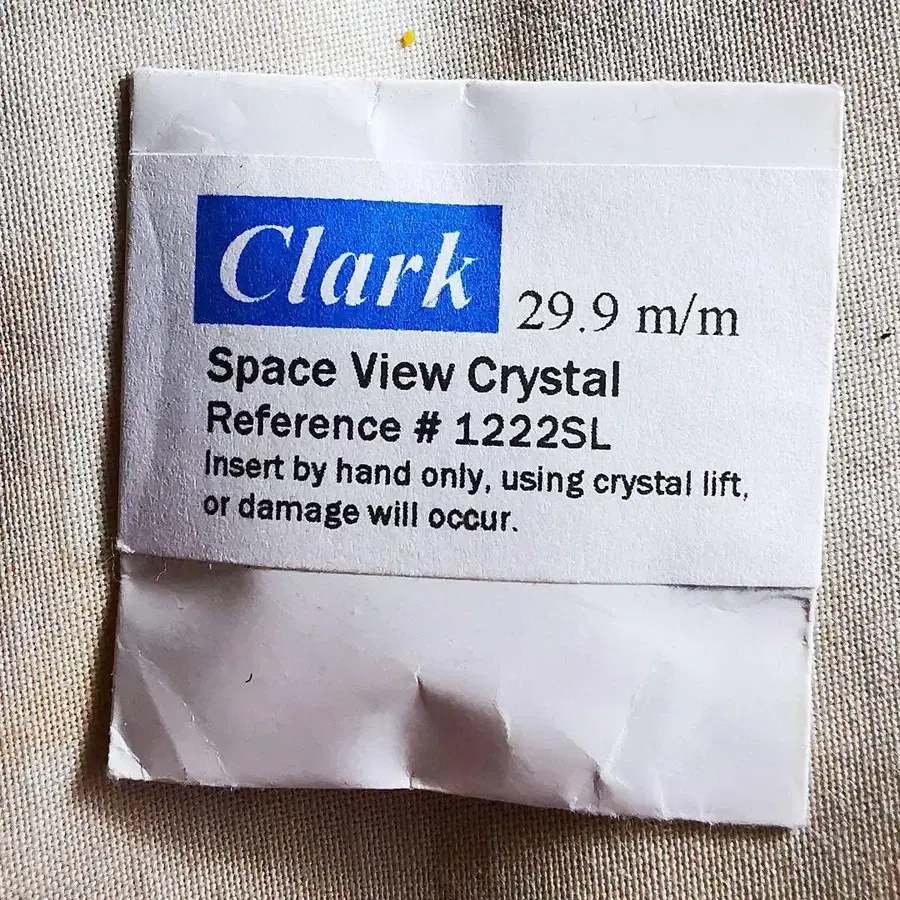 Clark 29.9 m/m
Space View Crystal
Reference # 1222SL
Insert by hand only, using crystal lift,
or damage will occur.